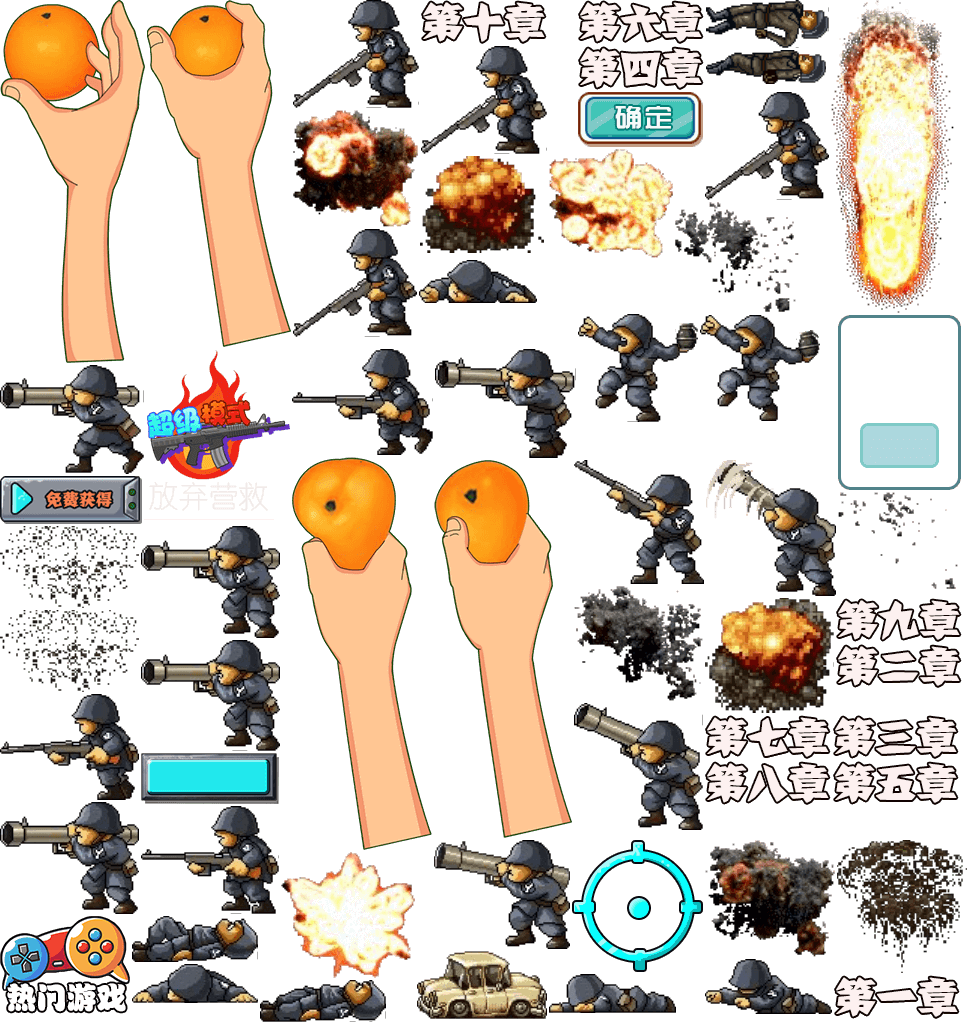 第十章
第六章
第四章
确定
超级模式
免费获得
放弃营救
第九章
第二章
第七章
第三章
第八章
第五章
热门游戏
第一章